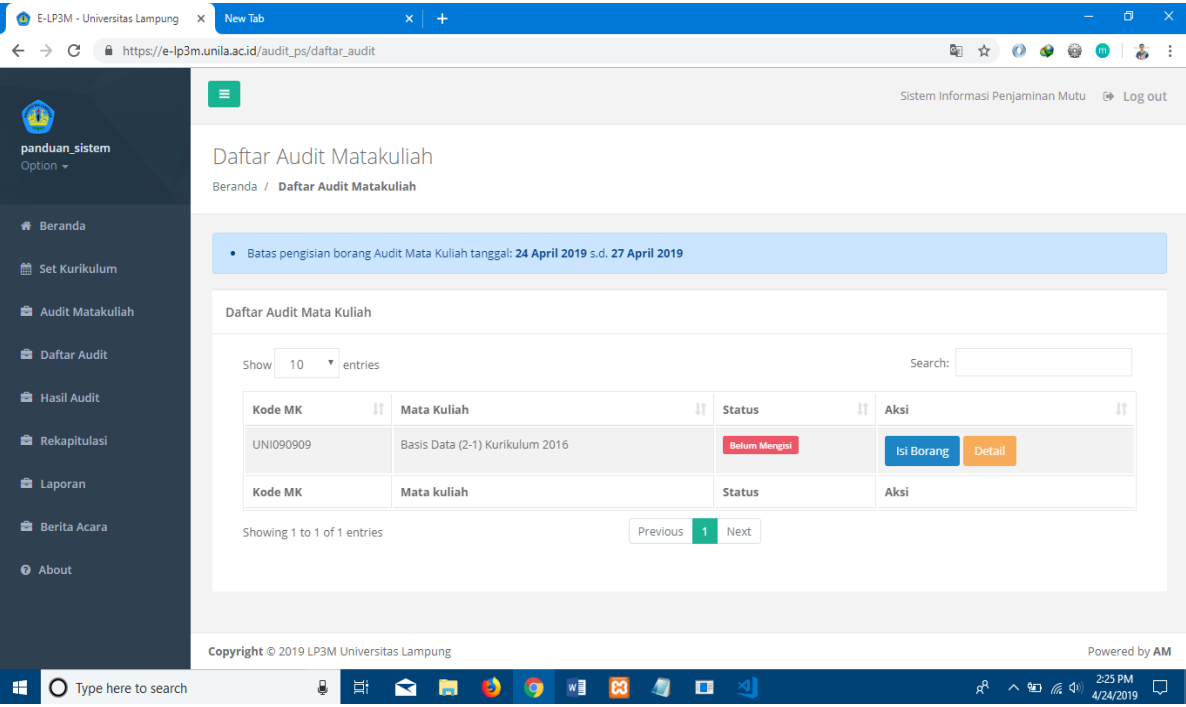 E-LP3M - Universitas Lampung
New Tab
https://e-lp3m.unila.ac.id/audit_ps/daftar_audit
Sistem Informasi Penjaminan Mutu Log out
panduan_sistem
Option
Beranda
Set Kurikulum
Audit Matakuliah
Daftar Audit
Hasil Audit
Rekapitulasi
Laporan
Berita Acara
About
Daftar Audit Matakuliah
Beranda / Daftar Audit Matakuliah
• Batas pengisian borang Audit Mata Kuliah tanggal: 24 April 2019 s.d. 27 April 2019
Daftar Audit Mata Kuliah
Show 10 entries Search:
Kode MK Mata Kuliah Status Aksi
UNI090909 Basis Data (2-1) Kurikulum 2016 Belum Mengisi Isi Borang Detail
Kode MK Mata kuliah Status Aksi
Showing 1 to 1 of 1 entries Previous 1 Next
Copyright © 2019 LP3M Universitas Lampung Powered by AM
Type here to search
2:25 PM
4/24/2019